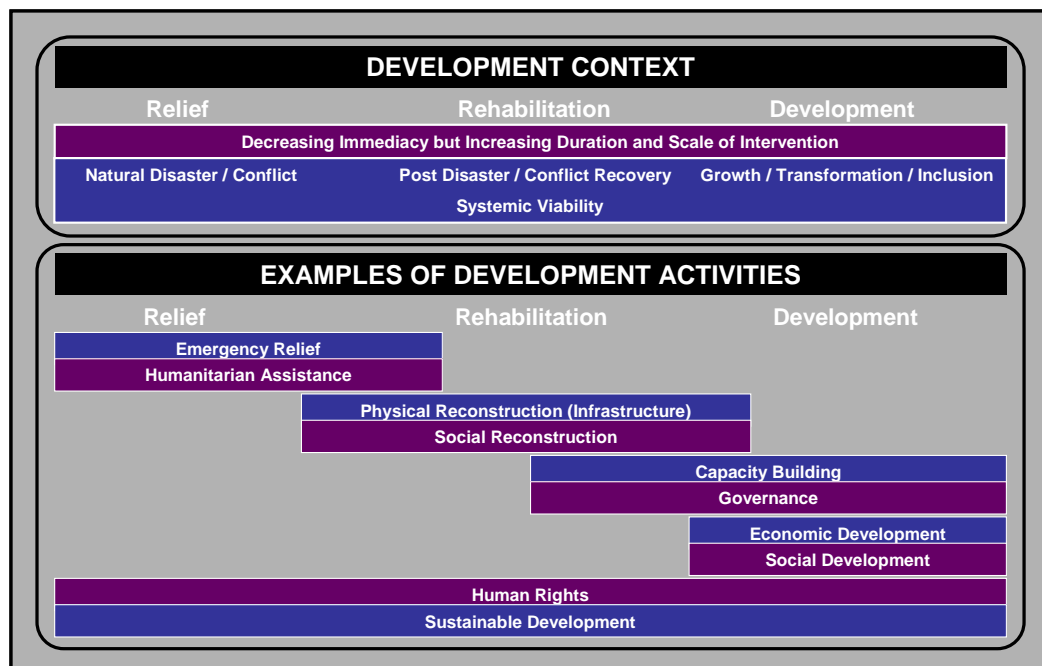 DEVELOPMENT CONTEXT
Relief Rehabilitation Development
Decreasing Immediacy but Increasing Duration and Scale of Intervention
Natural Disaster / Conflict Post Disaster / Conflict Recovery Growth / Transformation / Inclusion
Systemic Viability
EXAMPLES OF DEVELOPMENT ACTIVITIES
Relief Rehabilitation Development
Emergency Relief
Humanitarian Assistance
Physical Reconstruction (Infrastructure)
Social Reconstruction
Capacity Building
Governance
Economic Development
Social Development
Human Rights
Sustainable Development